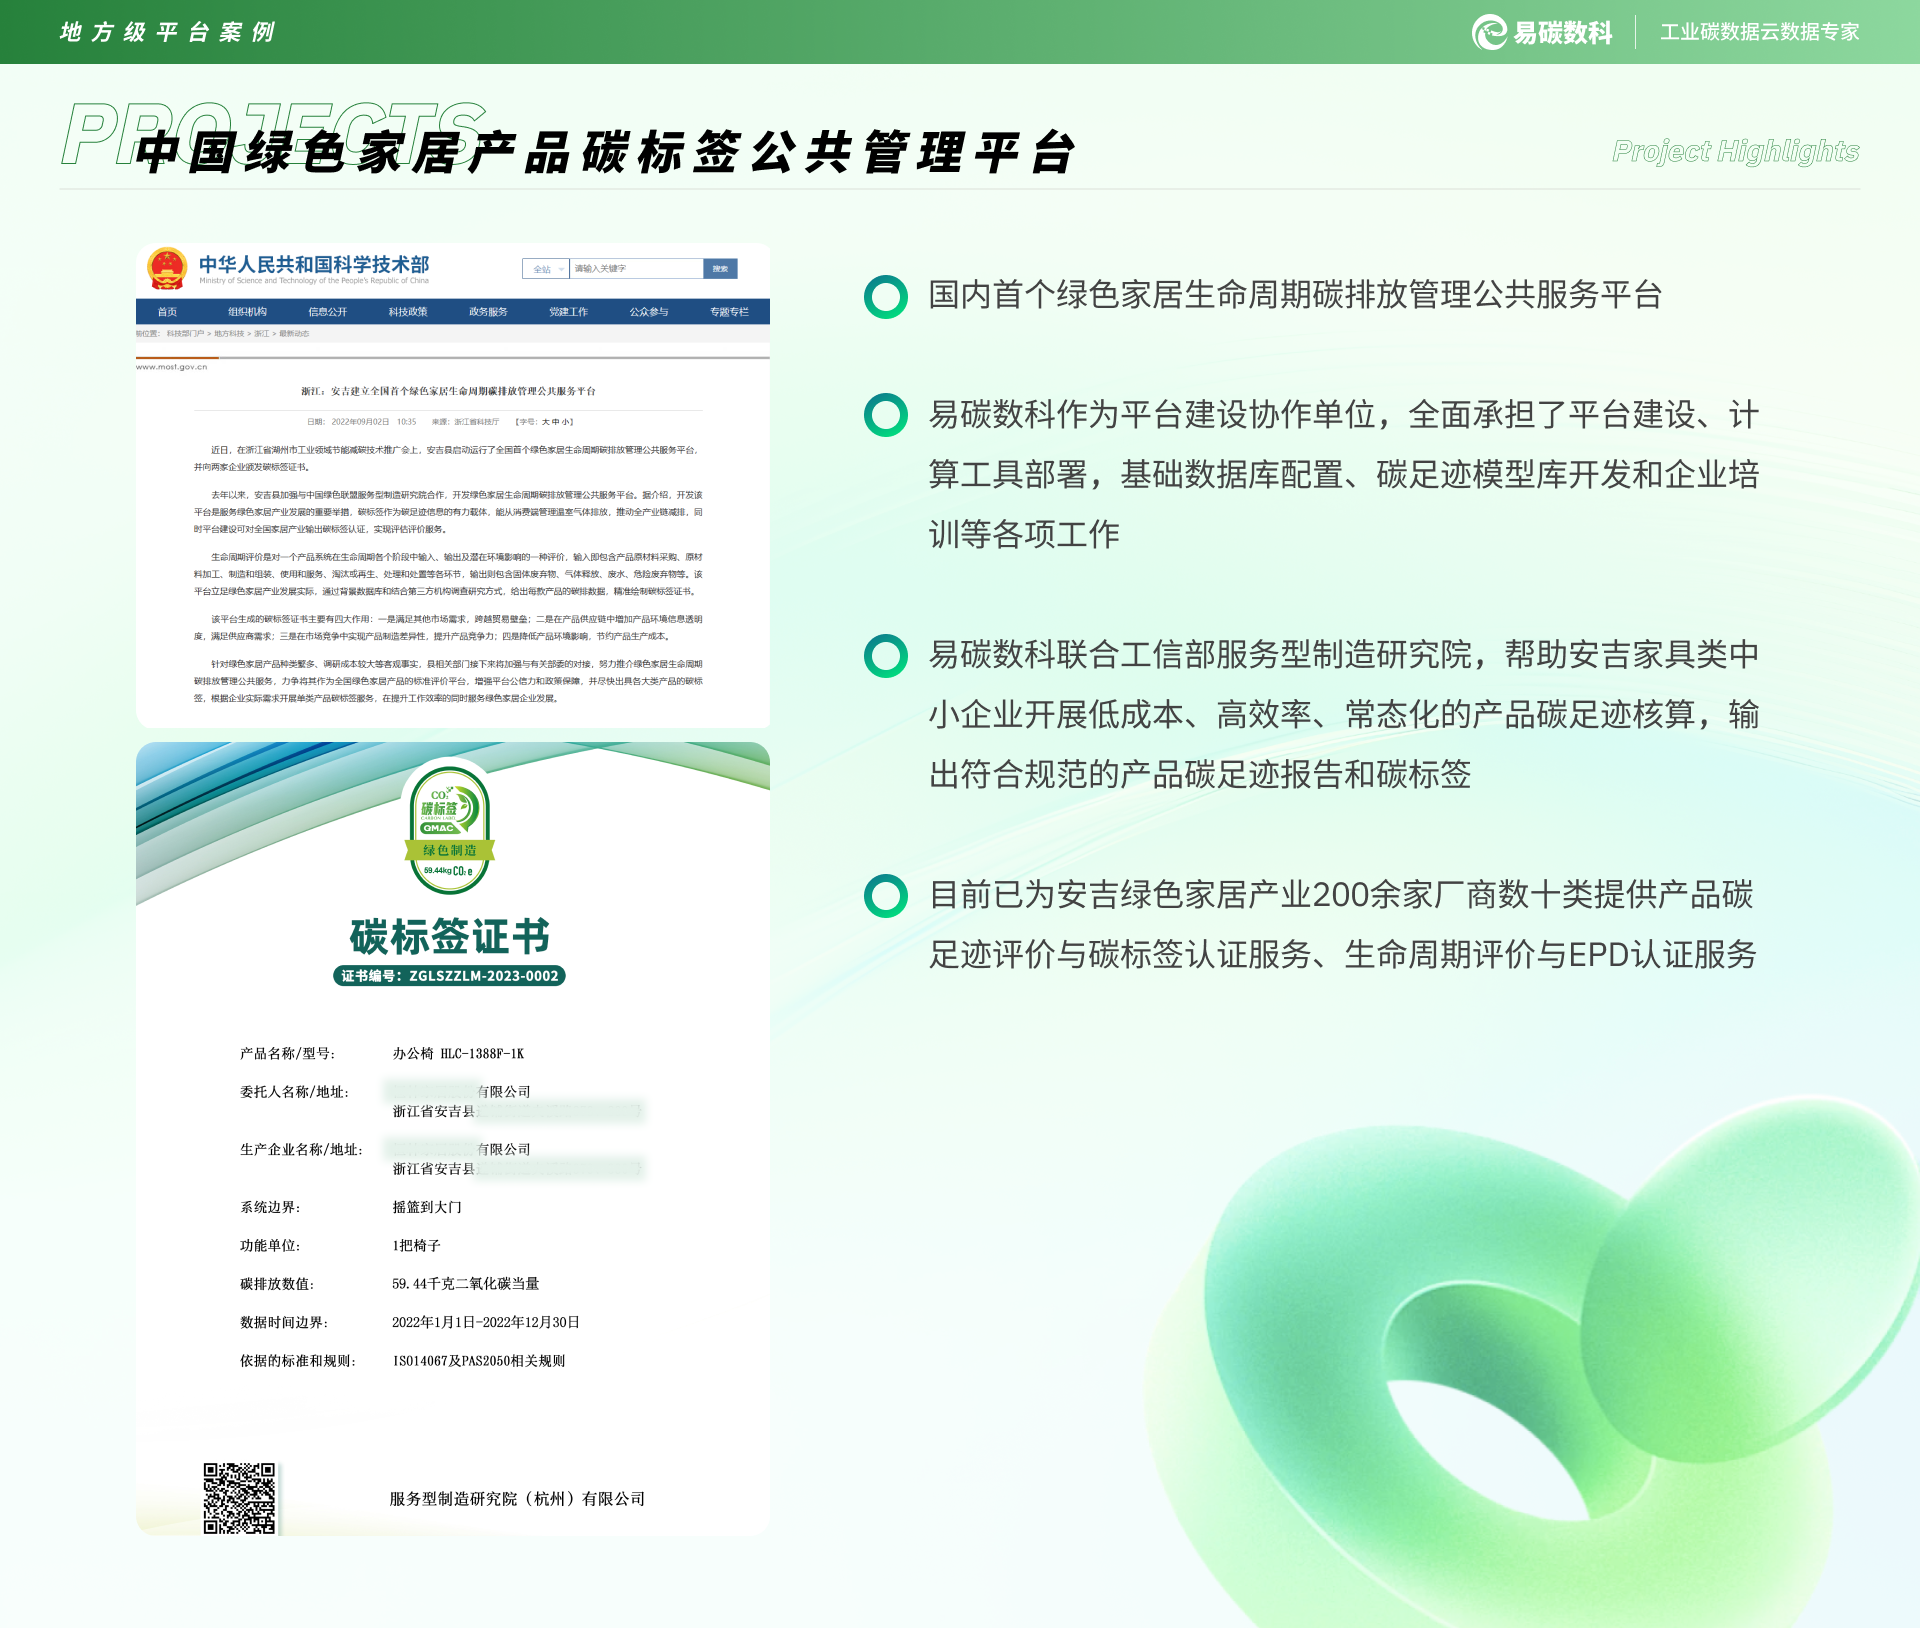 地方级平台案例
易碳数科
工业碳数据云数据专家
PROJECTS
中国绿色家居产品碳标签公共管理平台
Project Highlights
中华人民共和国科学技术部
Ministry of Science and Technology of the People's Republic of China
全站 请输入关键字 搜索
首页 组织机构 信息公开 科技政策 政务服务 党建工作 公众参与 专题专栏
前位置： 科技部门户 > 地方科技 > 浙江 > 最新动态
www.most.gov.cn
浙江：安吉建立全国首个绿色家居生命周期碳排放管理公共服务平台
日期： 2022年09月02日 10:35 来源：浙江省科技厅 【字号：大 中 小】
近日，在浙江省湖州市工业领域节能减碳技术推广会上，安吉县启动运行了全国首个绿色家居生命周期碳排放管理公共服务平台，
并向两家企业颁发碳标签证书。
去年以来，安吉县加强与中国绿色联盟服务型制造研究院合作，开发绿色家居生命周期碳排放管理公共服务平台。据介绍，开发该
平台是服务绿色家居产业发展的重要举措，碳标签作为碳足迹信息的有力载体，能从消费端管理温室气体排放，推动全产业链减排，同
时平台建设可对全国家居产业输出碳标签认证，实现评估评价服务。
生命周期评价是对一个产品系统在生命周期各个阶段中输入、输出及潜在环境影响的一种评价，输入即包含产品原材料采购、原材
料加工、制造和组装、使用和服务、淘汰或再生、处理和处置等各环节，输出则包含固体废弃物、气体释放、废水、危险废弃物等。该
平台立足绿色家居产业发展实际，通过背景数据库和结合第三方机构调查研究方式，给出每款产品的碳排数据，精准绘制碳标签证书。
该平台生成的碳标签证书主要有四大作用：一是满足其他市场需求，跨越贸易壁垒；二是在产品供应链中增加产品环境信息透明
度，满足供应商需求；三是在市场竞争中实现产品制造差异性，提升产品竞争力；四是降低产品环境影响，节约产品生产成本。
针对绿色家居产品种类繁多、调研成本较大等客观事实，县相关部门接下来将加强与有关部委的对接，努力推介绿色家居生命周期
碳排放管理公共服务，力争将其作为全国绿色家居产品的标准评价平台，增强平台公信力和政策保障，并尽快出具各大类产品的碳标
签，根据企业实际需求开展单类产品碳标签服务，在提升工作效率的同时服务绿色家居企业发展。
CO₂
碳标签
CARBON LABEL
QMAC
绿色制造
59.44kg CO₂e
碳标签证书
证书编号：ZGLSZZLM-2023-0002
产品名称/型号： 办公椅 HLC-1388F-1K
委托人名称/地址： 有限公司
浙江省安吉县
生产企业名称/地址： 有限公司
浙江省安吉县
系统边界： 摇篮到大门
功能单位： 1把椅子
碳排放数值： 59.44千克二氧化碳当量
数据时间边界： 2022年1月1日-2022年12月30日
依据的标准和规则： ISO14067及PAS2050相关规则
服务型制造研究院（杭州）有限公司
国内首个绿色家居生命周期碳排放管理公共服务平台
易碳数科作为平台建设协作单位，全面承担了平台建设、计
算工具部署，基础数据库配置、碳足迹模型库开发和企业培
训等各项工作
易碳数科联合工信部服务型制造研究院，帮助安吉家具类中
小企业开展低成本、高效率、常态化的产品碳足迹核算，输
出符合规范的产品碳足迹报告和碳标签
目前已为安吉绿色家居产业200余家厂商数十类提供产品碳
足迹评价与碳标签认证服务、生命周期评价与EPD认证服务